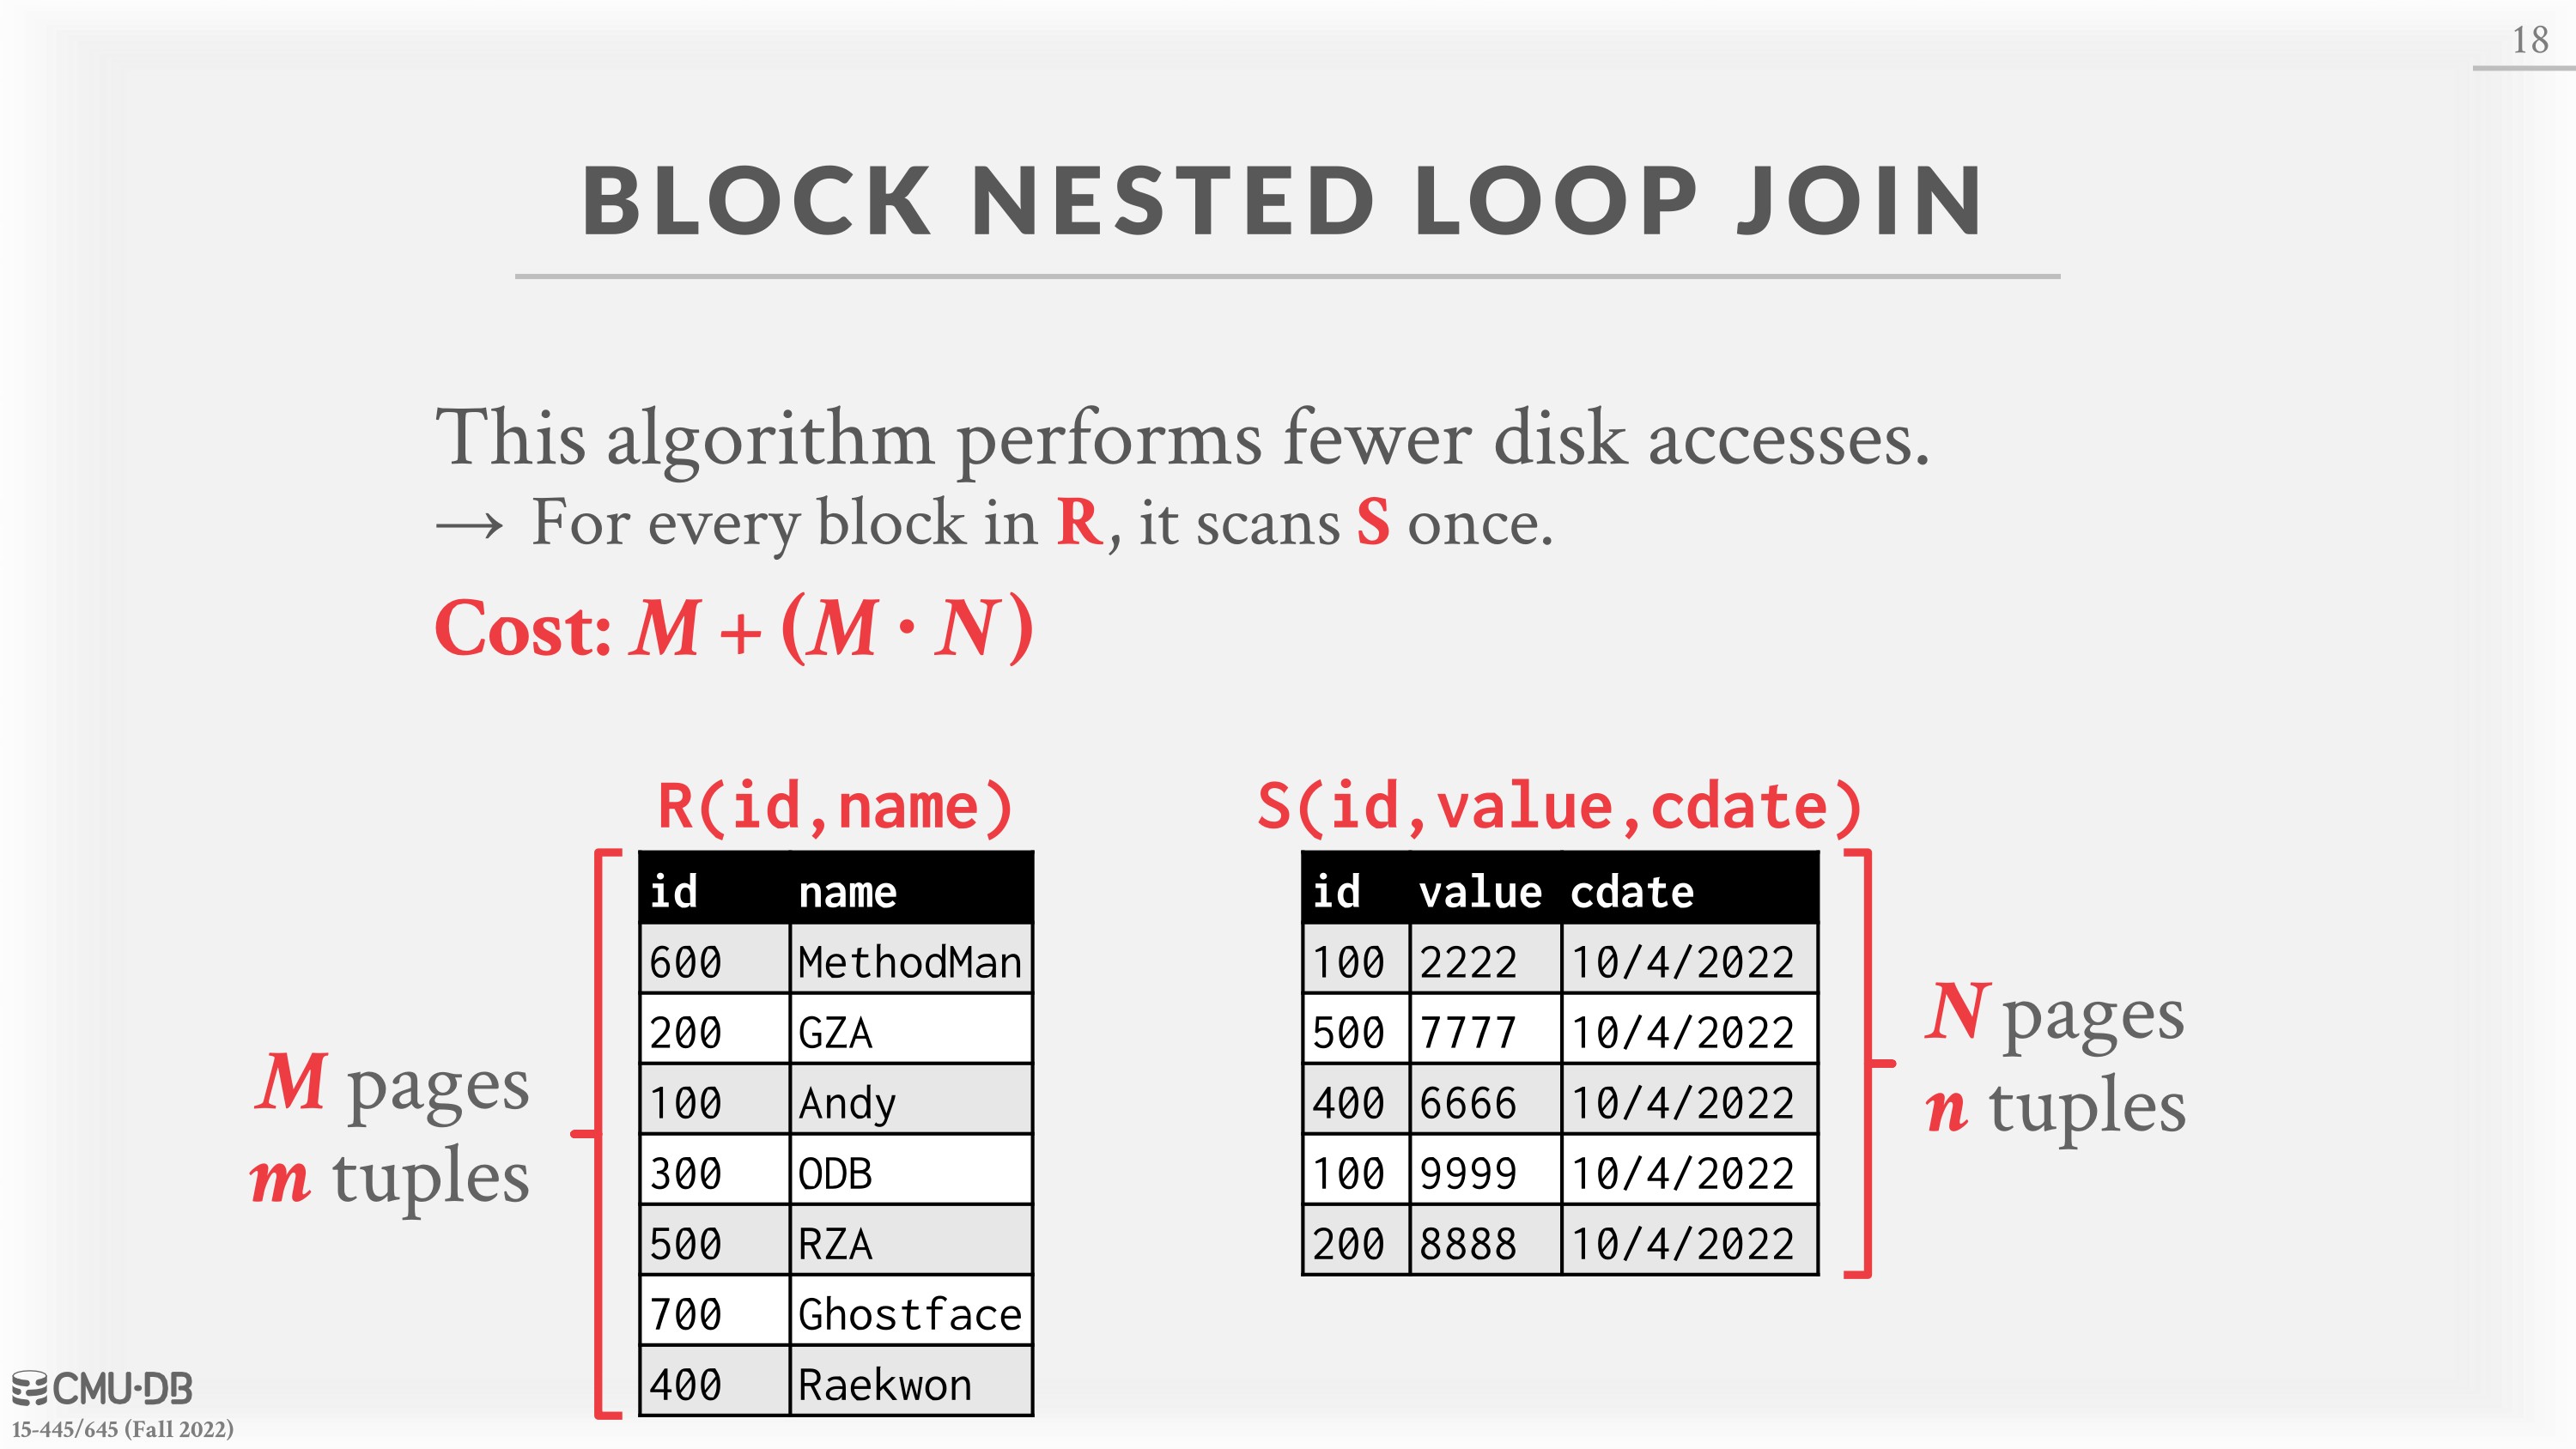 18
BLOCK NESTED LOOP JOIN
This algorithm performs fewer disk accesses.
→ For every block in R, it scans S once.
Cost: M + (M · N)
R(id,name)
id name
600 MethodMan
200 GZA
100 Andy
300 ODB
500 RZA
700 Ghostface
400 Raekwon
M pages
m tuples
S(id,value,cdate)
id value cdate
100 2222 10/4/2022
500 7777 10/4/2022
400 6666 10/4/2022
100 9999 10/4/2022
200 8888 10/4/2022
N pages
n tuples
CMU·DB
15-445/645 (Fall 2022)